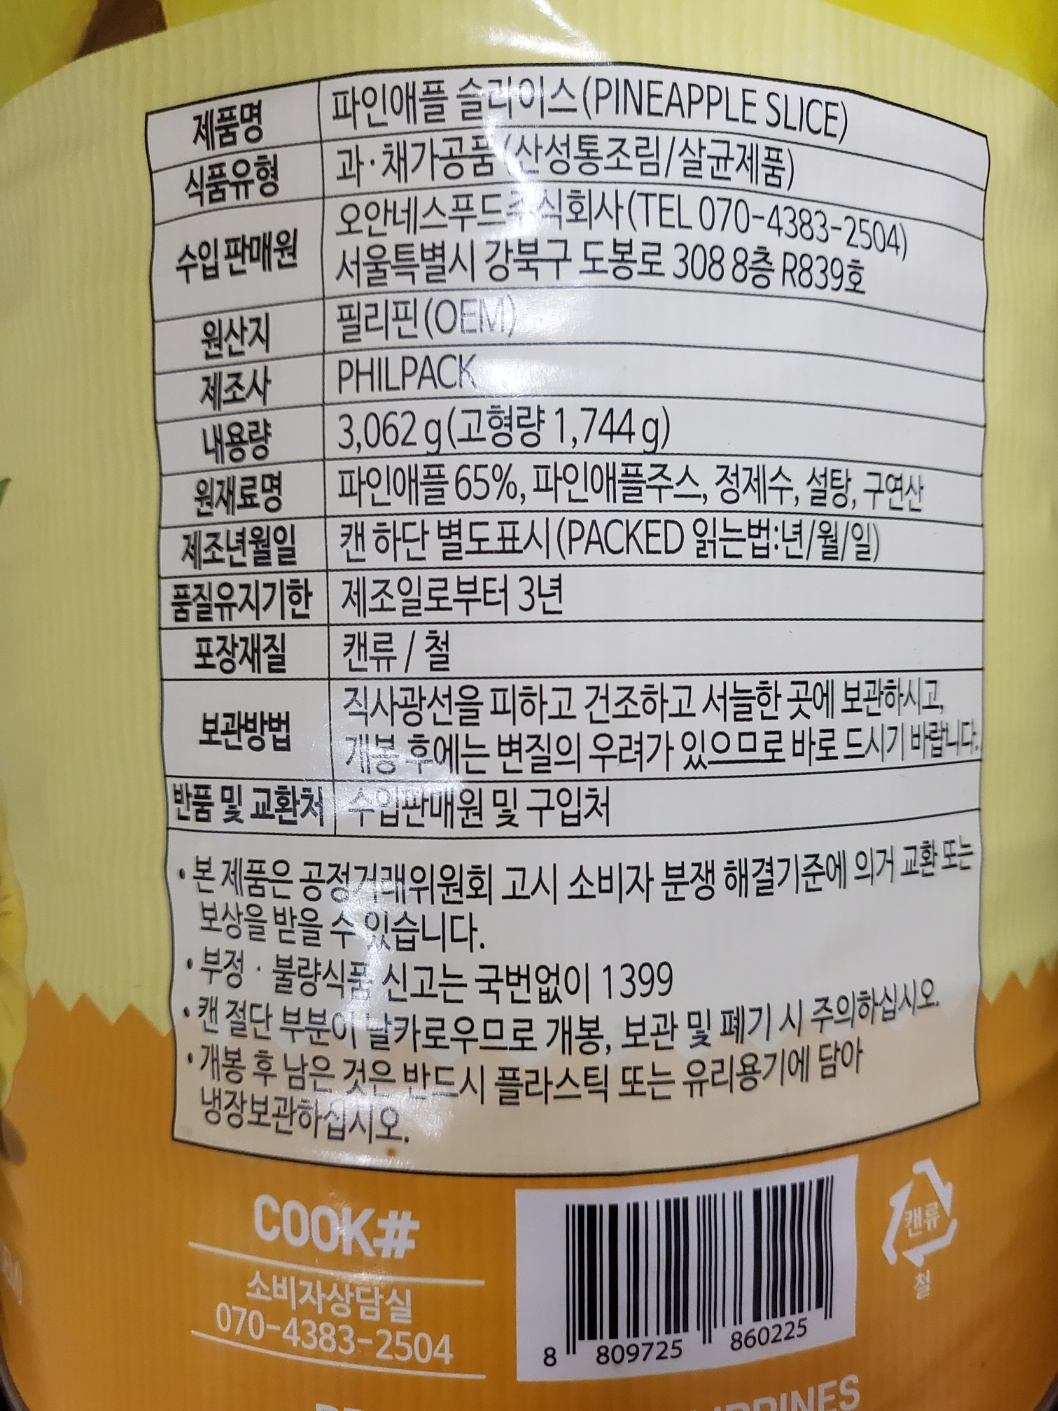 제품명 파인애플 슬라이스(PINEAPPLE SLICE)
식품유형 과·채가공품(산성통조림/살균제품)
수입판매원 오안네스푸드주식회사(TEL 070-4383-2504)
서울특별시 강북구 도봉로 308 8층 R839호
원산지 필리핀(OEM)
제조사 PHILPACK
내용량 3,062 g(고형량 1,744 g)
원재료명 파인애플 65%, 파인애플주스, 정제수, 설탕, 구연산
제조년월일 캔 하단 별도표시(PACKED 읽는법:년/월/일)
품질유지기한 제조일로부터 3년
포장재질 캔류 / 철
보관방법 직사광선을 피하고 건조하고 서늘한 곳에 보관하시고,
개봉 후에는 변질의 우려가 있으므로 바로 드시기 바랍니다.
반품 및 교환처 수입판매원 및 구입처
• 본 제품은 공정거래위원회 고시 소비자 분쟁 해결기준에 의거 교환 또는
보상을 받을 수 있습니다.
• 부정 · 불량식품 신고는 국번없이 1399
• 캔 절단 부분이 날카로우므로 개봉, 보관 및 폐기 시 주의하십시오.
• 개봉 후 남은 것은 반드시 플라스틱 또는 유리용기에 담아
냉장보관하십시오.
COOK#
소비자상담실
070-4383-2504
8 809725 860225
캔류
철